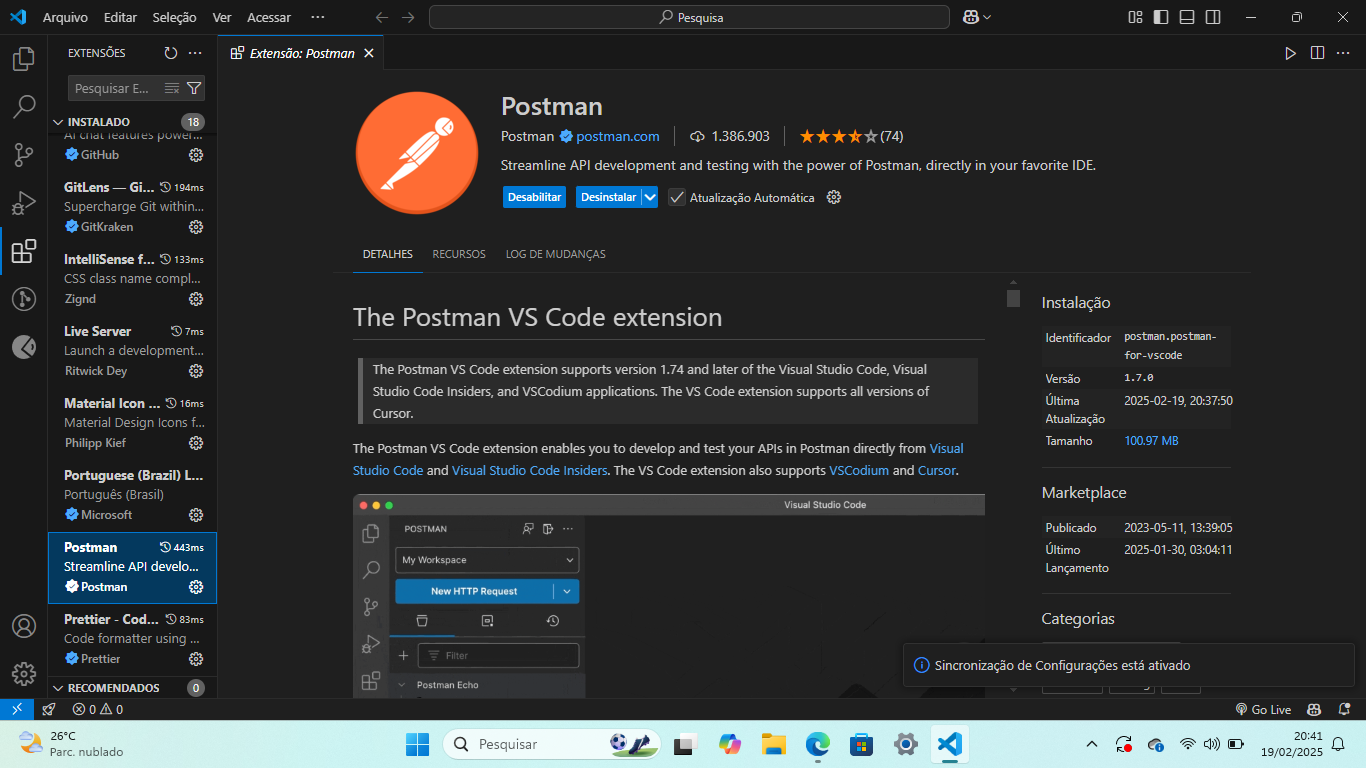 Arquivo Editar Seleção Ver Acessar ···
Pesquisa
EXTENSÕES
Extensão: Postman
Pesquisar E...
INSTALADO 18
AI chat features power...
GitHub
GitLens — Gi... 194ms
Supercharge Git within...
GitKraken
IntelliSense f... 133ms
CSS class name compl...
Zignd
Live Server 7ms
Launch a development...
Ritwick Dey
Material Icon ... 16ms
Material Design Icons f...
Philipp Kief
Portuguese (Brazil) L...
Português (Brasil)
Microsoft
Postman 443ms
Streamline API develo...
Postman
Prettier - Cod... 83ms
Code formatter using ...
Prettier
RECOMENDADOS 0
Postman
Postman postman.com 1.386.903 (74)
Streamline API development and testing with the power of Postman, directly in your favorite IDE.
Desabilitar Desinstalar Atualização Automática
DETALHES RECURSOS LOG DE MUDANÇAS
The Postman VS Code extension
The Postman VS Code extension supports version 1.74 and later of the Visual Studio Code, Visual
Studio Code Insiders, and VSCodium applications. The VS Code extension supports all versions of
Cursor.
The Postman VS Code extension enables you to develop and test your APIs in Postman directly from Visual
Studio Code and Visual Studio Code Insiders. The VS Code extension also supports VSCodium and Cursor.
Visual Studio Code
POSTMAN
My Workspace
New HTTP Request
Filter
Postman Echo
Instalação
Identificador postman.postman-
for-vscode
Versão 1.7.0
Última 2025-02-19, 20:37:50
Atualização
Tamanho 100.97 MB
Marketplace
Publicado 2023-05-11, 13:39:05
Último 2025-01-30, 03:04:11
Lançamento
Categorias
Sincronização de Configurações está ativado
0 0
Go Live
26°C
Parc. nublado
Pesquisar
20:41
19/02/2025